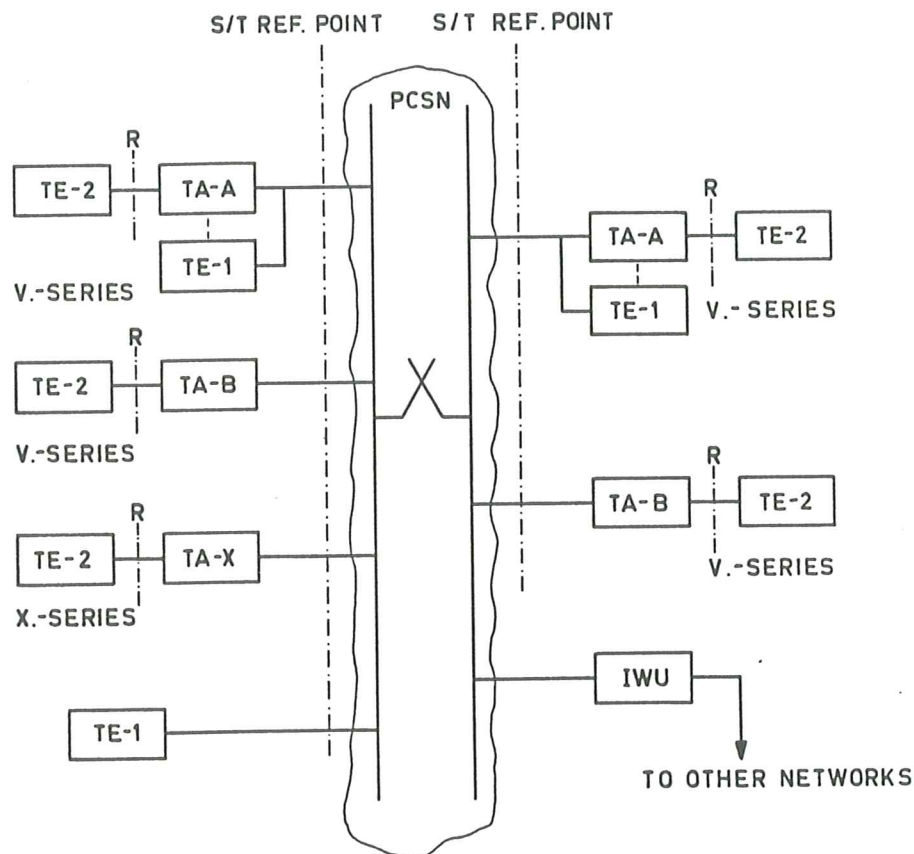 S/T REF. POINT
S/T REF. POINT
PCSN
R
TE-2
TA-A
TE-1
V.-SERIES
R
TA-A
TE-2
TE-1
V.-SERIES
R
TE-2
TA-B
V.-SERIES
R
TA-B
TE-2
V.-SERIES
R
TE-2
TA-X
X.-SERIES
IWU
TE-1
TO OTHER NETWORKS